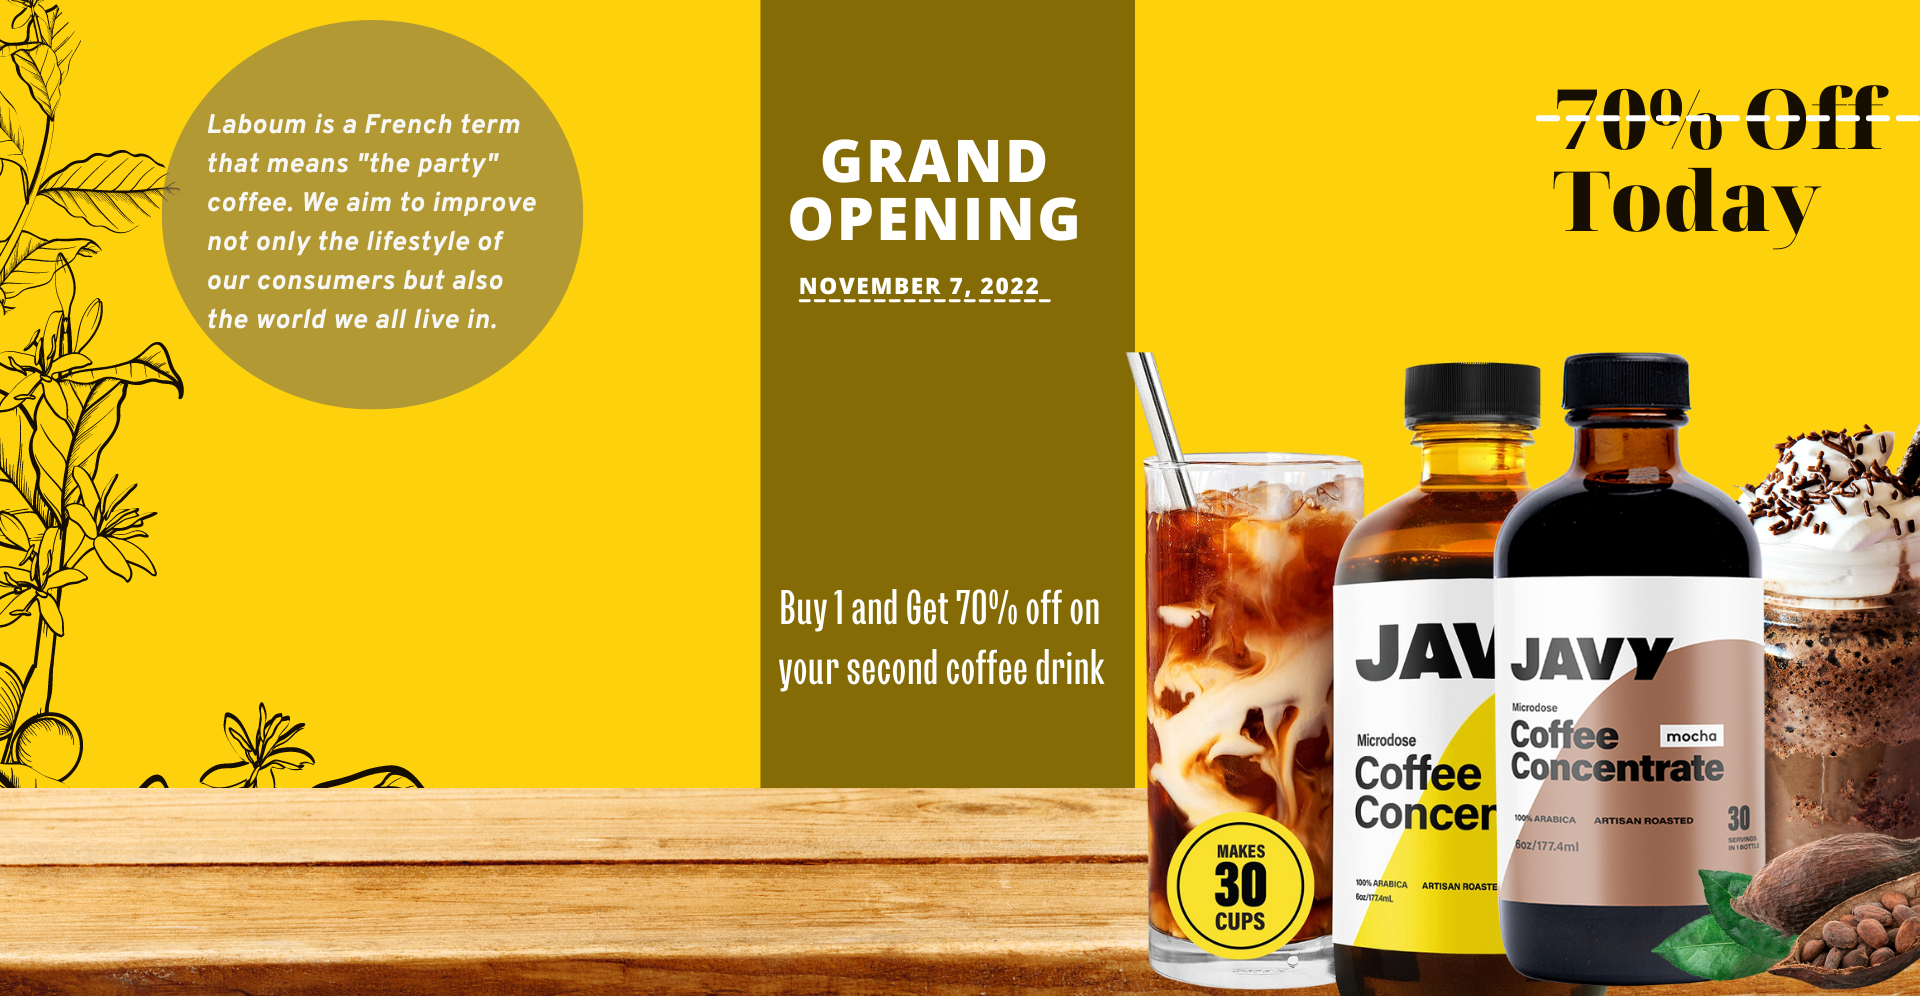 Laboum is a French term
that means "the party"
coffee. We aim to improve
not only the lifestyle of
our consumers but also
the world we all live in.
GRAND
OPENING
NOVEMBER 7, 2022
Buy 1 and Get 70% off on
your second coffee drink
70% Off
Today
MAKES
30
CUPS
JAV
Microdose
Coffee
Concen
100% ARABICA ARTISAN ROASTE
6oz/177.4mL
JAVY
Microdose
Coffee
mocha
Concentrate
100% ARABICA ARTISAN ROASTED
30
SERVINGS
IN 1 BOTTLE
6oz/177.4ml